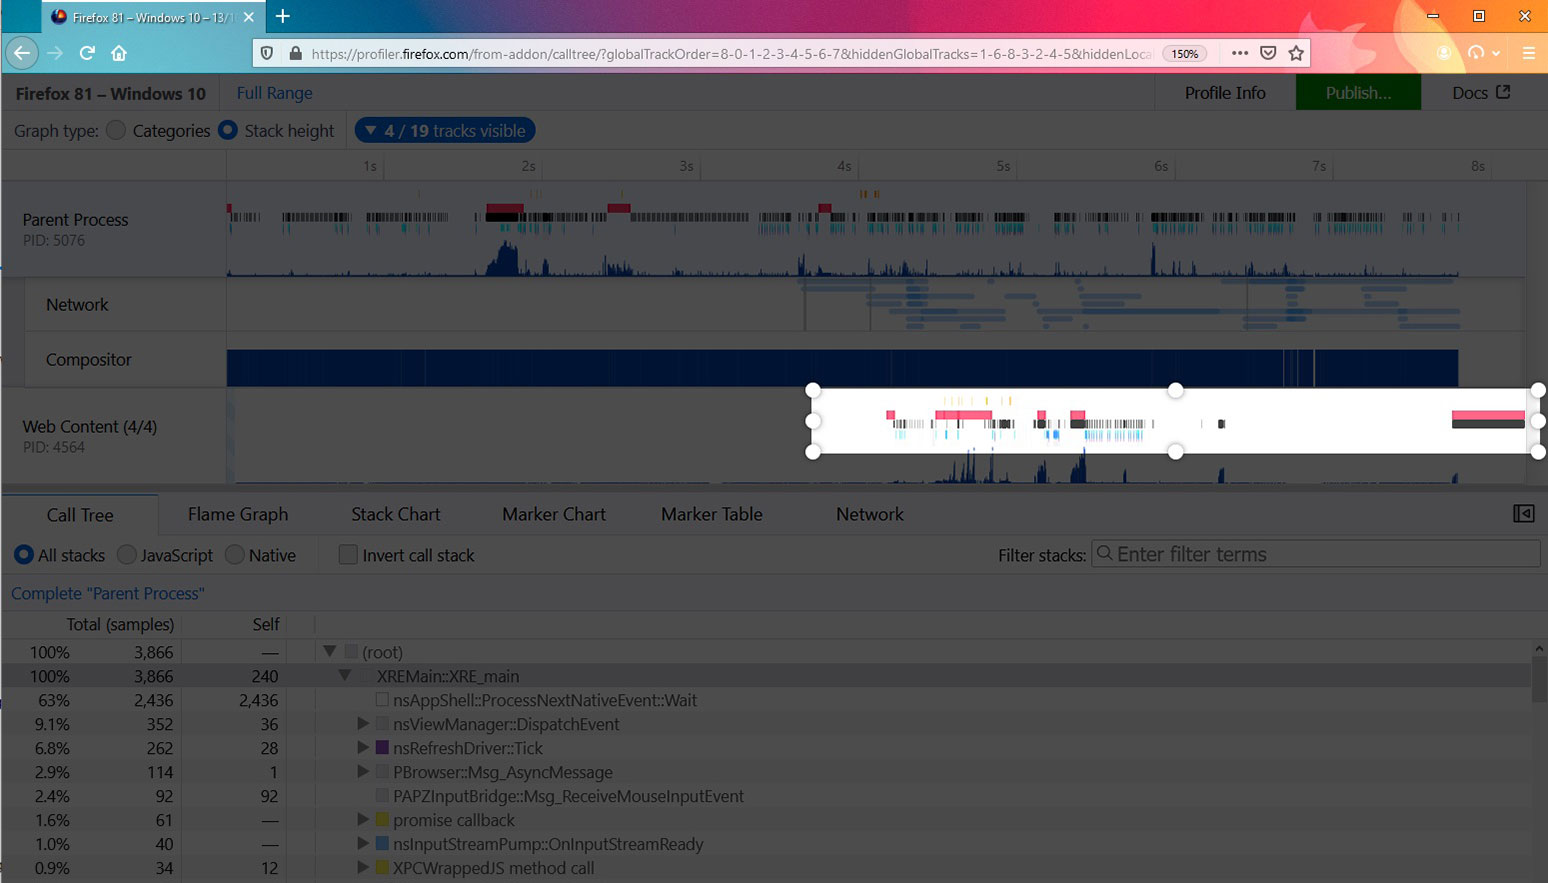 Firefox 81 – Windows 10 – 13/10
https://profiler.firefox.com/from-addon/calltree/?globalTrackOrder=8-0-1-2-3-4-5-6-7&hiddenGlobalTracks=1-6-8-3-2-4-5&hiddenLoca
150%
Firefox 81 – Windows 10 Full Range Profile Info Publish... Docs
Graph type: Categories Stack height 4 / 19 tracks visible
1s 2s 3s 4s 5s 6s 7s 8s
Parent Process
PID: 5076
Network
Compositor
Web Content (4/4)
PID: 4564
Call Tree Flame Graph Stack Chart Marker Chart Marker Table Network
All stacks JavaScript Native Invert call stack Filter stacks: Enter filter terms
Complete "Parent Process"
Total (samples) Self
100% 3,866 — (root)
100% 3,866 240 XREMain::XRE_main
63% 2,436 2,436 nsAppShell::ProcessNextNativeEvent::Wait
9.1% 352 36 nsViewManager::DispatchEvent
6.8% 262 28 nsRefreshDriver::Tick
2.9% 114 1 PBrowser::Msg_AsyncMessage
2.4% 92 92 PAPZInputBridge::Msg_ReceiveMouseInputEvent
1.6% 61 — promise callback
1.0% 40 — nsInputStreamPump::OnInputStreamReady
0.9% 34 12 XPCWrappedJS method call